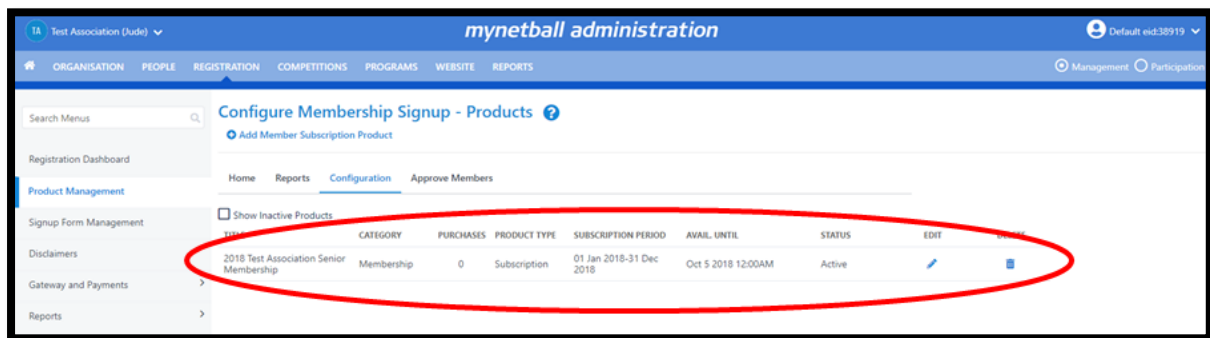 TA Test Association (Jude)
mynetball administration
Default eid:38919
ORGANISATION PEOPLE REGISTRATION COMPETITIONS PROGRAMS WEBSITE REPORTS
Management Participation
Search Menus
Registration Dashboard
Product Management
Signup Form Management
Disclaimers
Gateway and Payments
Reports
Configure Membership Signup - Products ?
Add Member Subscription Product
Home Reports Configuration Approve Members
Show Inactive Products
CATEGORY PURCHASES PRODUCT TYPE SUBSCRIPTION PERIOD AVAIL. UNTIL STATUS EDIT
2018 Test Association Senior Membership 0 Subscription 01 Jan 2018-31 Dec Oct 5 2018 12:00AM Active
Membership 2018